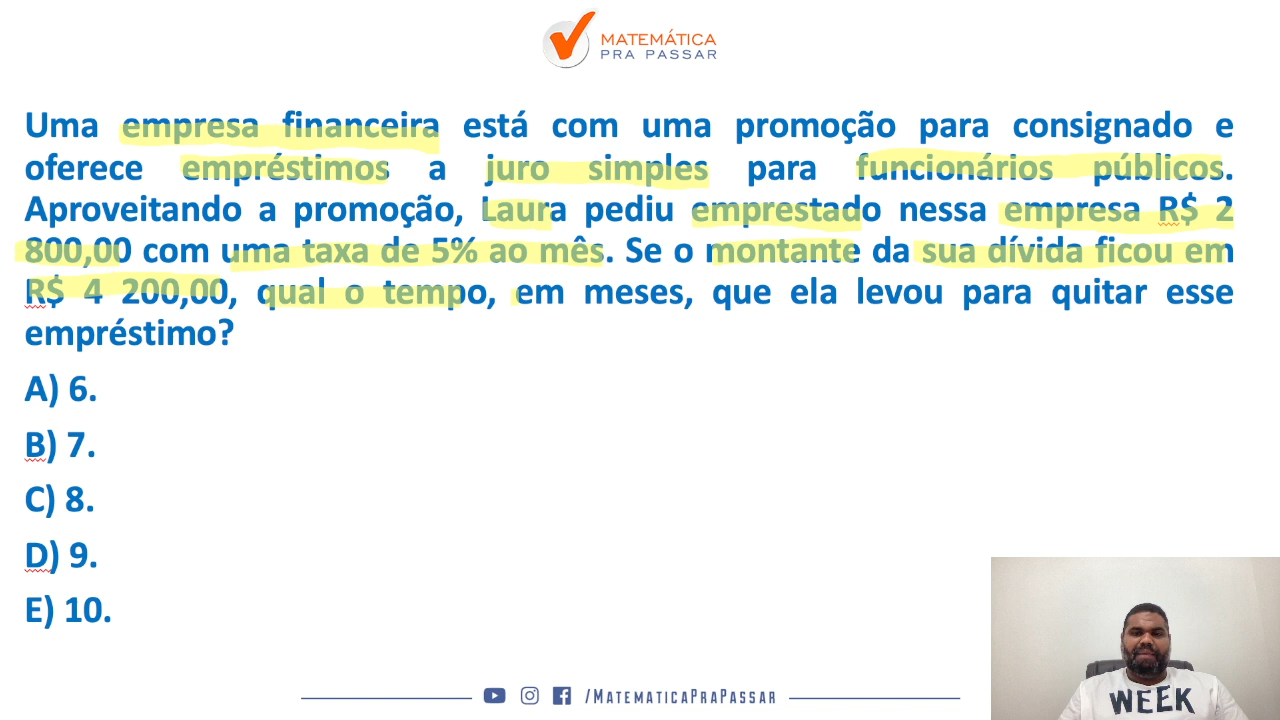 MATEMÁTICA
PRA PASSAR
Uma empresa financeira está com uma promoção para consignado e
oferece empréstimos a juro simples para funcionários públicos.
Aproveitando a promoção, Laura pediu emprestado nessa empresa R$ 2
800,00 com uma taxa de 5% ao mês. Se o montante da sua dívida ficou em
R$ 4 200,00, qual o tempo, em meses, que ela levou para quitar esse
empréstimo?
A) 6.
B) 7.
C) 8.
D) 9.
E) 10.
/MATEMATICAPRAPASSAR
WEEK